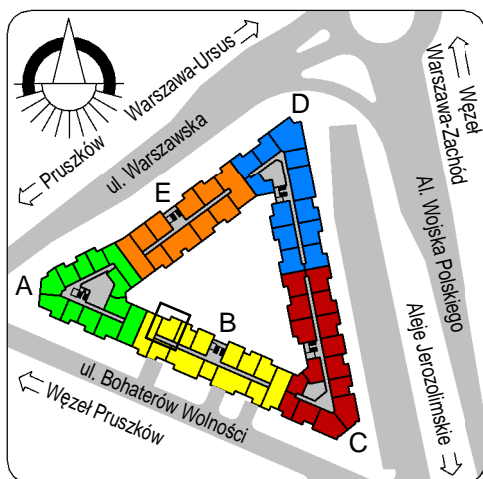 Warszawa-Ursus
Pruszków
ul. Warszawska
Węzeł
Warszawa-Zachód
Al. Wojska Polskiego
Aleje Jerozolimskie
ul. Bohaterów Wolności
Węzeł Pruszków
D
E
A
B
C